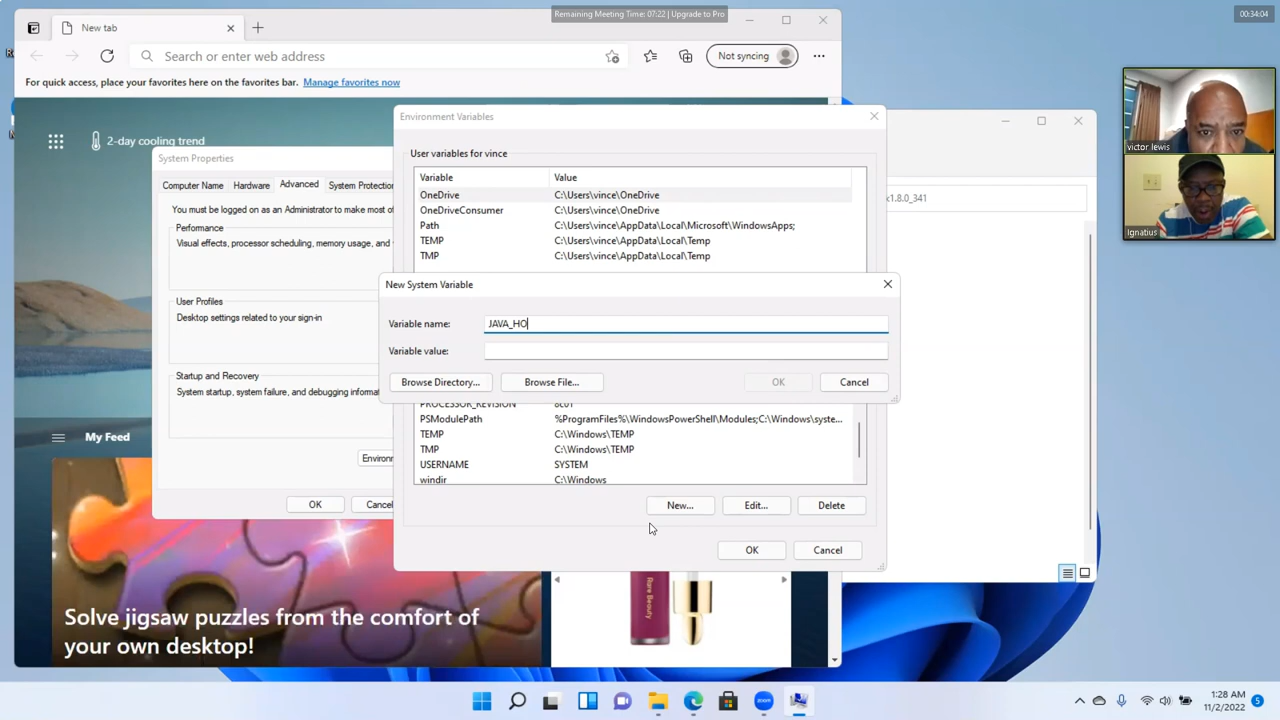 Remaining Meeting Time: 07:22 | Upgrade to Pro
00:34:04
New tab
Search or enter web address
Not syncing
For quick access, place your favorites here on the favorites bar. Manage favorites now
2-day cooling trend
Environment Variables
User variables for vince
Variable Value
OneDrive C:\Users\vince\OneDrive
OneDriveConsumer C:\Users\vince\OneDrive
Path C:\Users\vince\AppData\Local\Microsoft\WindowsApps;
TEMP C:\Users\vince\AppData\Local\Temp
TMP C:\Users\vince\AppData\Local\Temp
victor lewis
Ignatius
System Properties
Computer Name Hardware Advanced System Protection
You must be logged on as an Administrator to make most of
Performance
Visual effects, processor scheduling, memory usage, and
User Profiles
Desktop settings related to your sign-in
Startup and Recovery
System startup, system failure, and debugging informat
Environ
OK Cancel
x1.8.0_341
New System Variable
Variable name: JAVA_HO
Variable value:
Browse Directory... Browse File... OK Cancel
PROCESSOR_REVISION 8c01
PSModulePath %ProgramFiles%\WindowsPowerShell\Modules;C:\Windows\syste...
TEMP C:\Windows\TEMP
TMP C:\Windows\TEMP
USERNAME SYSTEM
windir C:\Windows
New... Edit... Delete
OK Cancel
My Feed
Solve jigsaw puzzles from the comfort of
your own desktop!
Rare Beauty
zoom
1:28 AM
11/2/2022
5